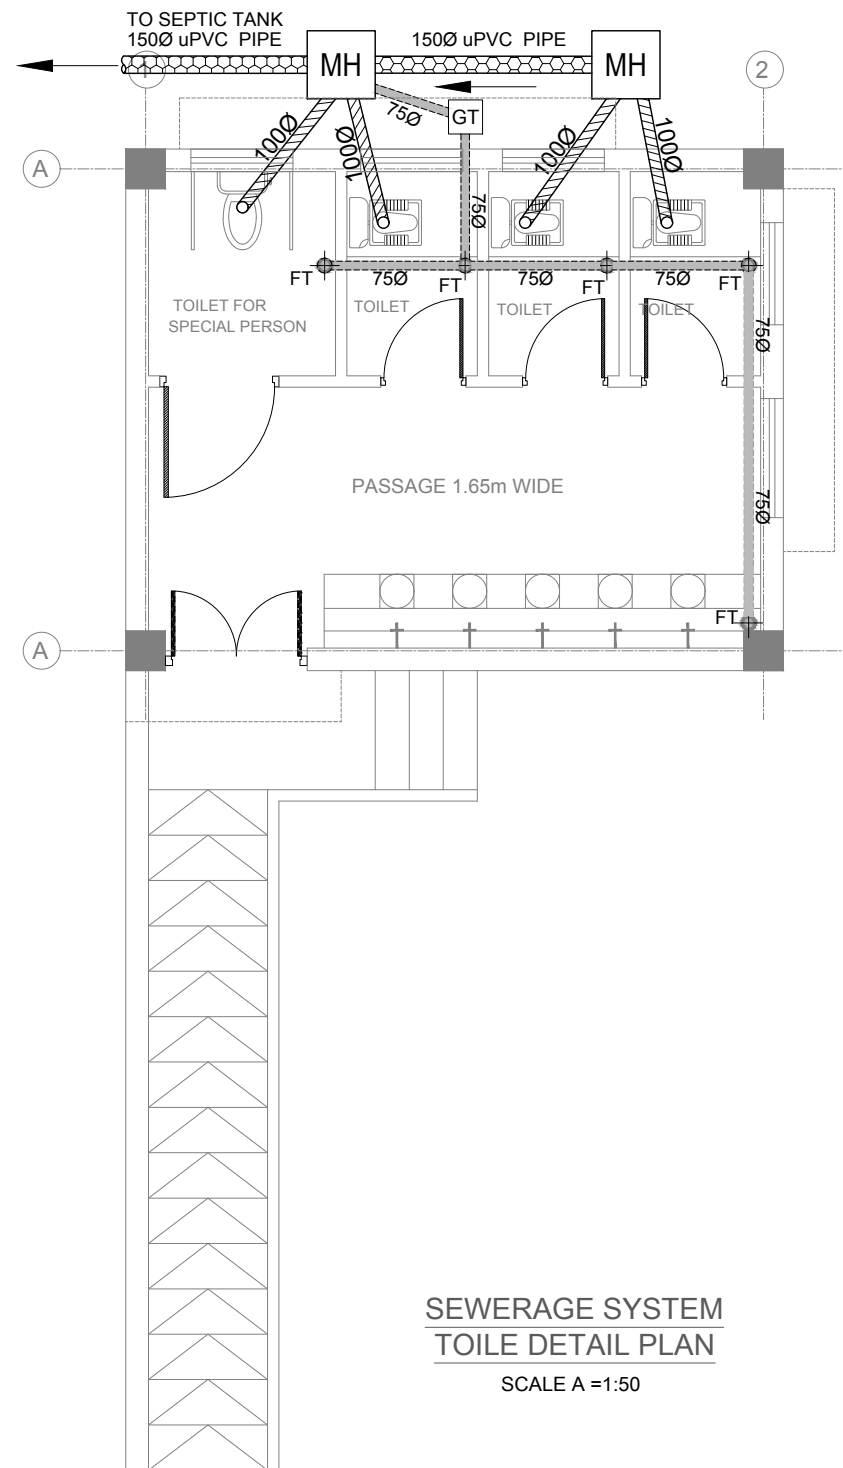 TO SEPTIC TANK
150Ø uPVC PIPE
150Ø uPVC PIPE
MH
MH
1
2
75Ø
GT
100Ø
100Ø
100Ø
100Ø
A
75Ø
FT
75Ø
FT
75Ø
FT
75Ø
FT
TOILET FOR
SPECIAL PERSON
TOILET
TOILET
TOILET
75Ø
PASSAGE 1.65m WIDE
75Ø
FT
A
SEWERAGE SYSTEM
TOILE DETAIL PLAN
SCALE A =1:50